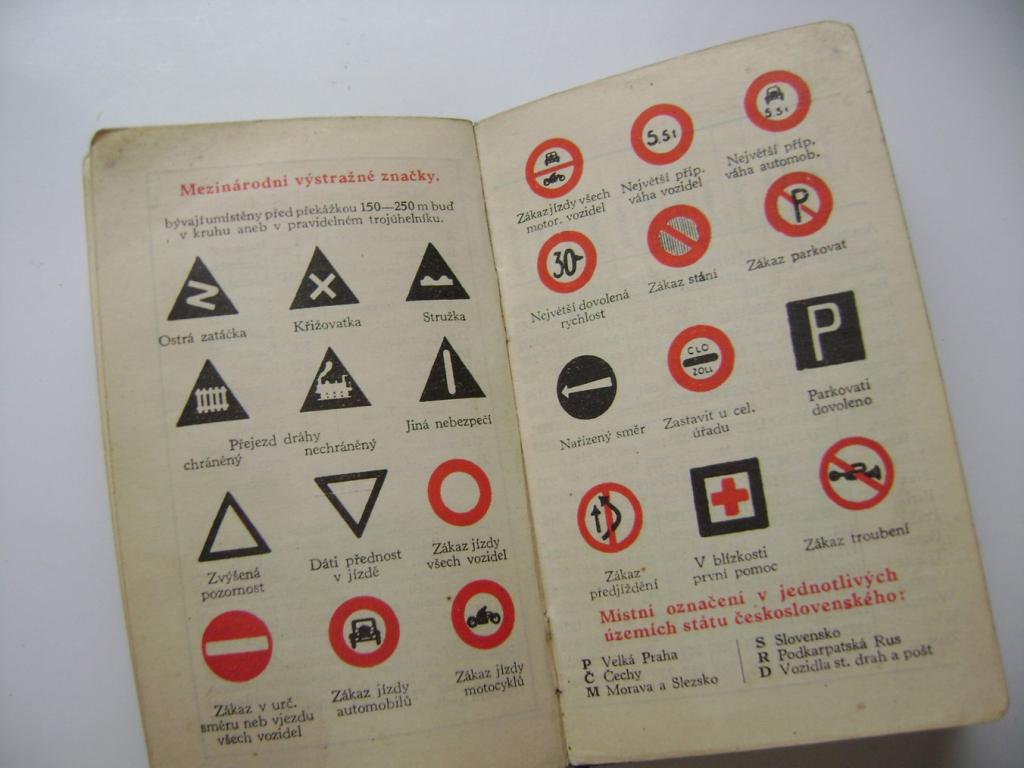 Mezinárodní výstražné značky.
bývají umístěny před překážkou 150—250 m buď
v kruhu aneb v pravidelném trojúhelníku.
Ostrá zatáčka
Křižovatka
Stružka
Přejezd dráhy
chráněný
nechráněný
Jiná nebezpečí
Zvýšená
pozornost
Dáti přednost
v jízdě
Zákaz jízdy
všech vozidel
Zákaz v urč.
směru neb vjezdu
všech vozidel
Zákaz jízdy
automobilů
Zákaz jízdy
motocyklů
Zákaz jízdy všech
motor. vozidel
5.5t
Největší příp.
váha vozidel
5.5t
Největší příp.
váha automob.
30
Největší dovolená
rychlost
Zákaz stání
P
Zákaz parkovat
Nařízený směr
CLO
ZOLL
Zastavit u cel.
úřadu
P
Parkovati
dovoleno
Zákaz
předjíždění
V blízkosti
první pomoc
Zákaz troubení
Místní označení v jednotlivých
územích státu československého:
P Velká Praha
Č Čechy
M Morava a Slezsko
S Slovensko
R Podkarpatská Rus
D Vozidla st. drah a pošt